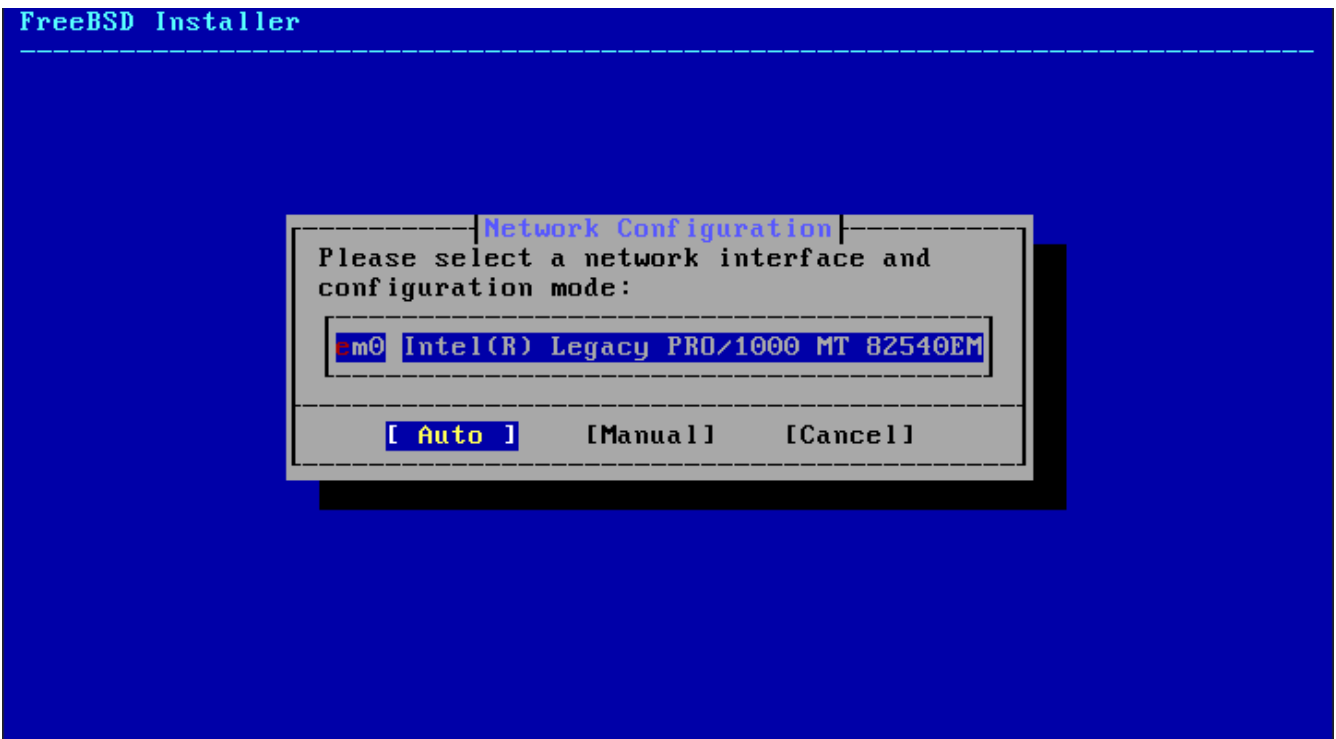 FreeBSD Installer
Network Configuration
Please select a network interface and
configuration mode:
em0 Intel(R) Legacy PRO/1000 MT 82540EM
[ Auto ] [Manual] [Cancel]